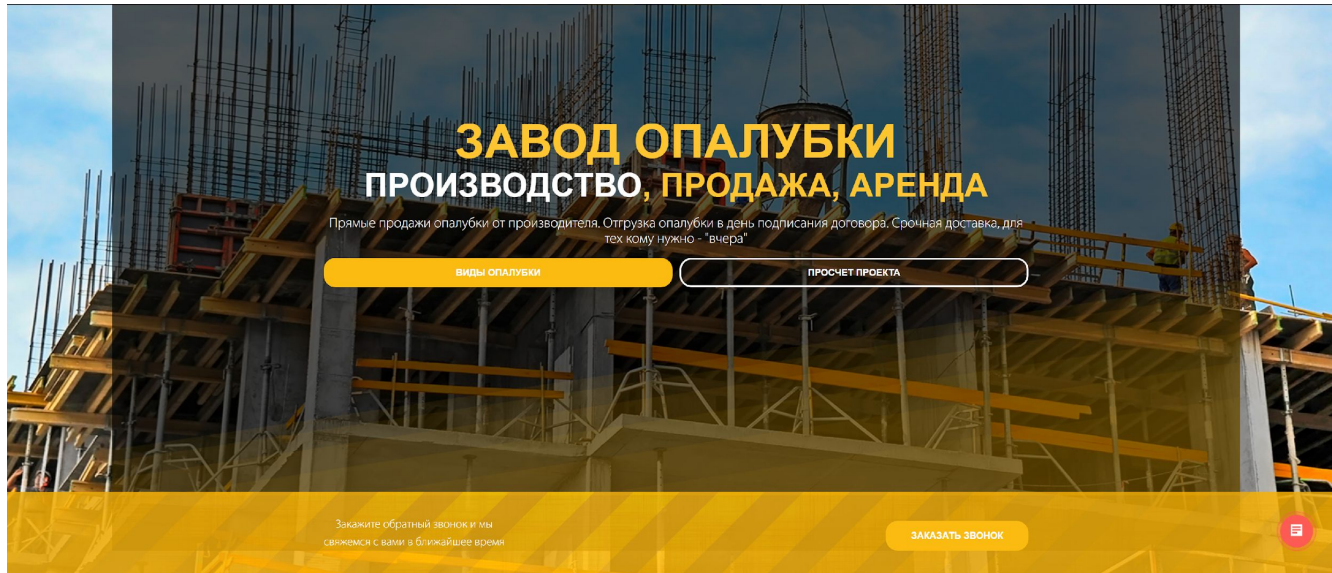 ЗАВОД ОПАЛУБКИ
ПРОИЗВОДСТВО, ПРОДАЖА, АРЕНДА
Прямые продажи опалубки от производителя. Отгрузка опалубки в день подписания договора. Срочная доставка, для
тех кому нужно - "вчера"
ВИДЫ ОПАЛУБКИ
ПРОСЧЕТ ПРОЕКТА
Закажите обратный звонок и мы
свяжемся с вами в ближайшее время
ЗАКАЗАТЬ ЗВОНОК